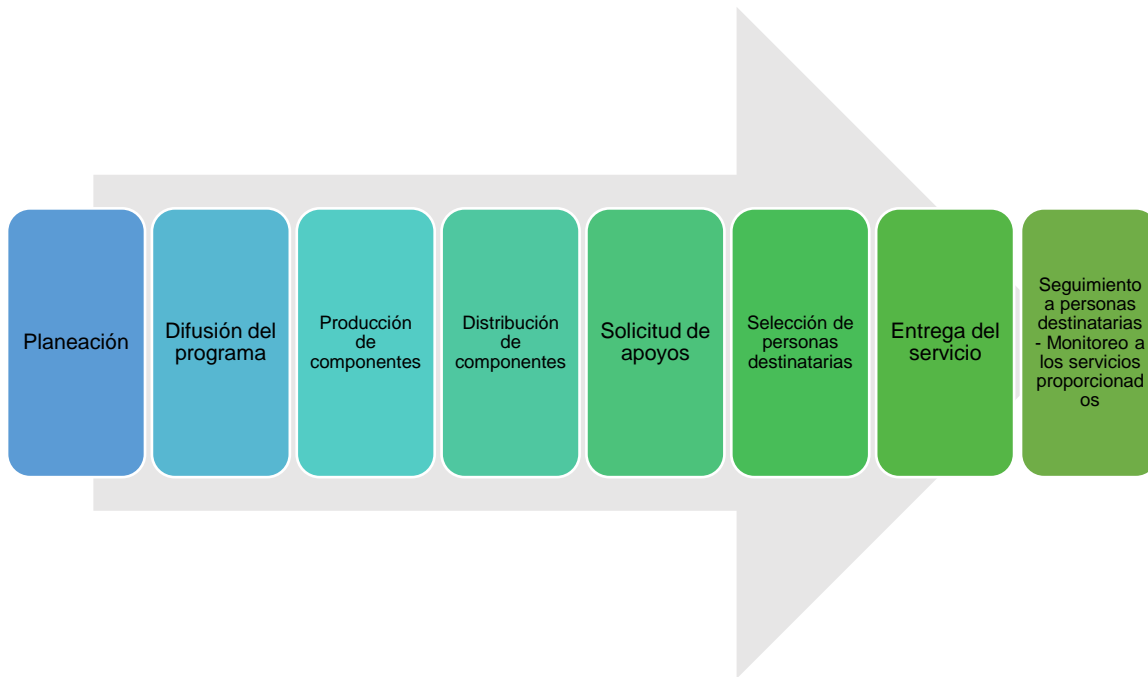 Planeación
Difusión del
programa
Producción
de
componentes
Distribución
de
componentes
Solicitud de
apoyos
Selección de
personas
destinatarias
Entrega del
servicio
Seguimiento
a personas
destinatarias
- Monitoreo a
los servicios
proporcionad
os